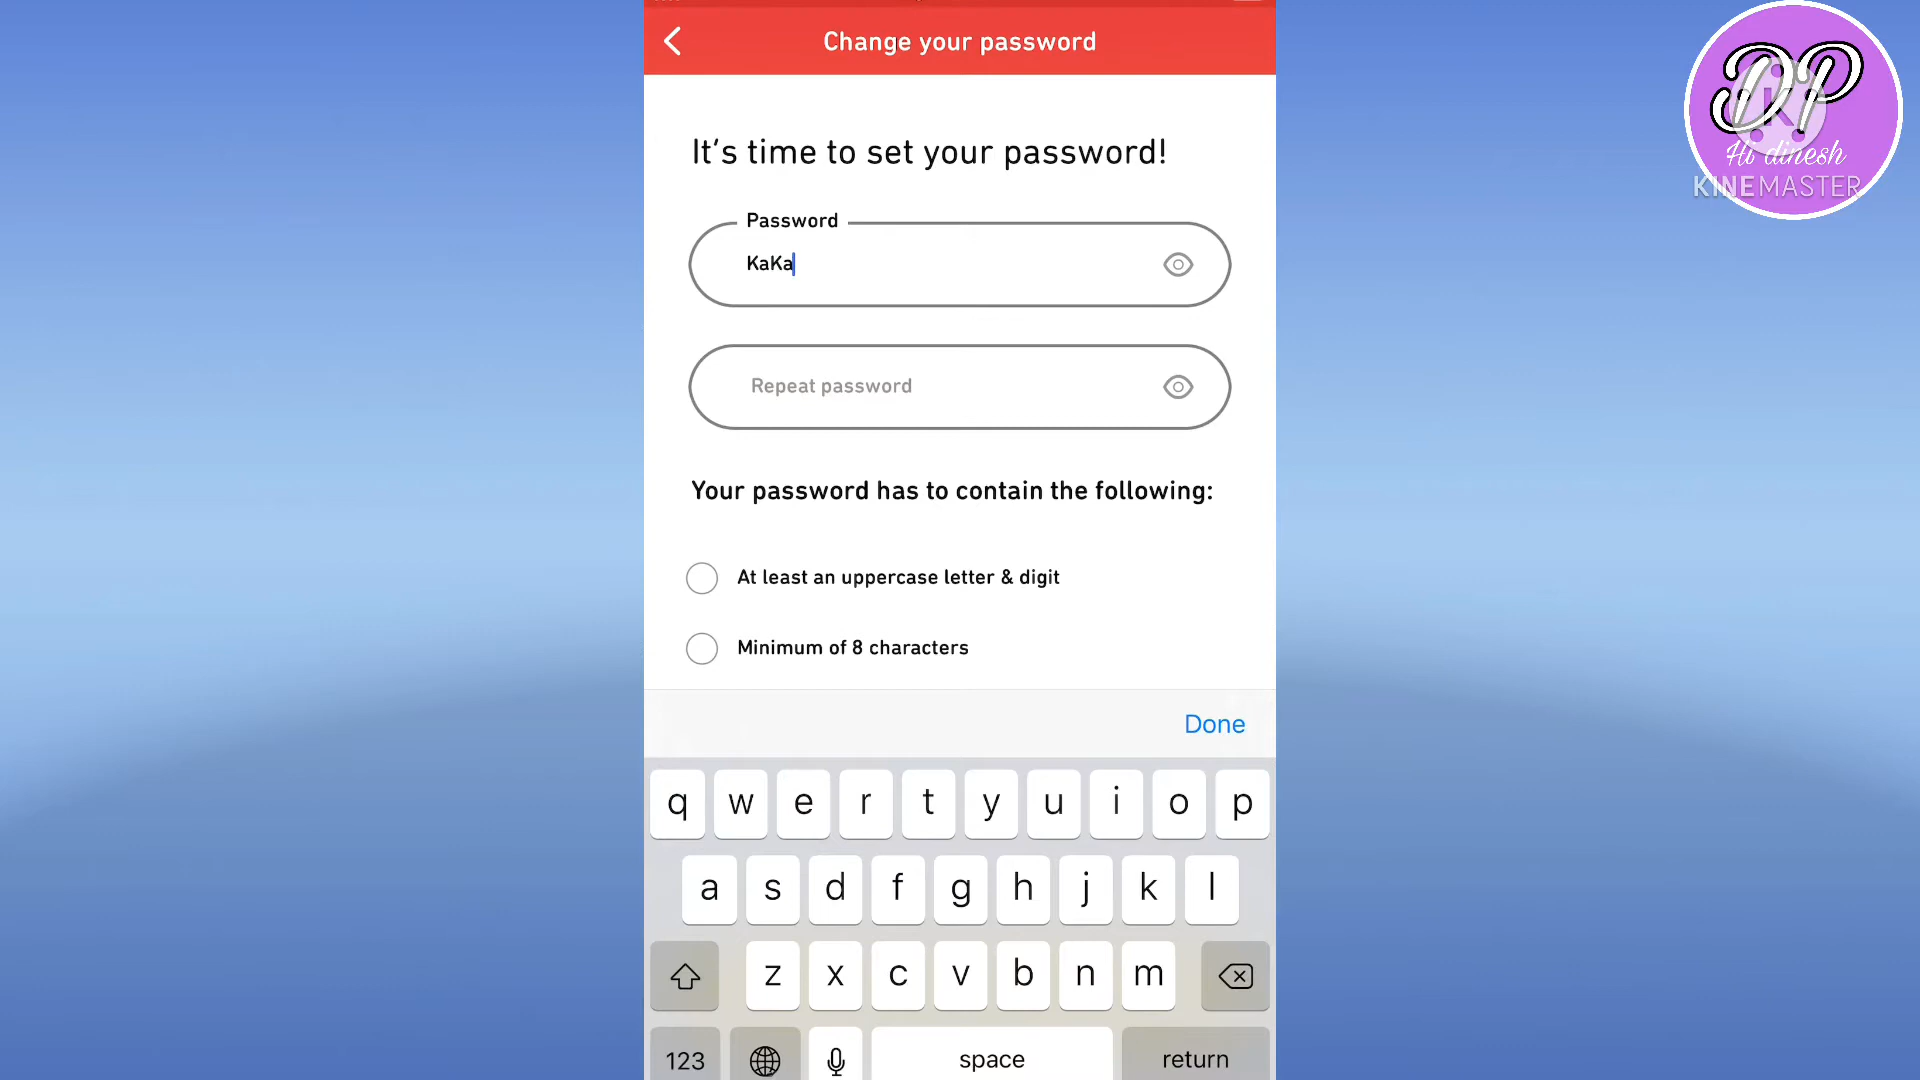 Change your password
It's time to set your password!
Password
KaKa
Repeat password
Your password has to contain the following:
At least an uppercase letter & digit
Minimum of 8 characters
Done
q w e r t y u i o p
a s d f g h j k l
z x c v b n m
123 space return
DP
K
Hi dinesh
KINEMASTER